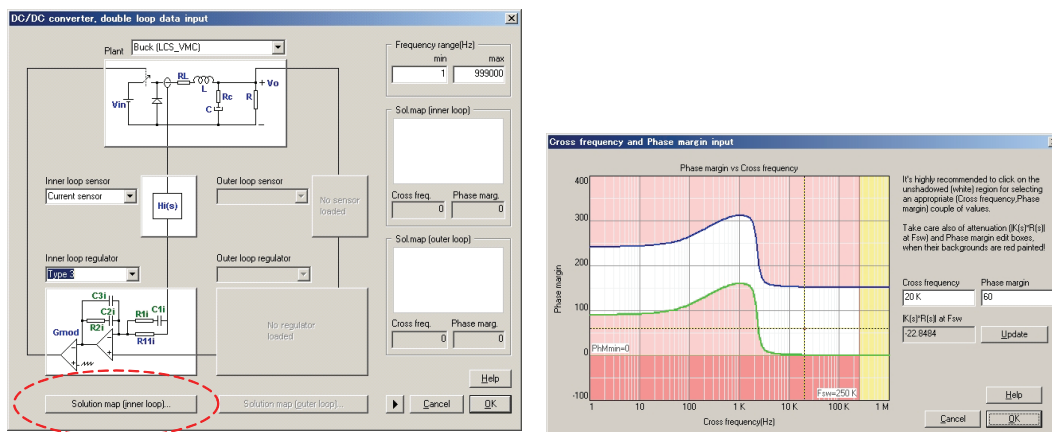 DC/DC converter, double loop data input
Plant
Buck (LCS_VMC)
RL
L
+ Vo
Vin
Rc
R
C
Frequency range(Hz)
min
max
1
999000
Sol.map (inner loop)
Cross freq.
Phase marg.
0
0
Sol.map (outer loop)
Cross freq.
Phase marg.
0
0
Inner loop sensor
Current sensor
Hi(s)
Outer loop sensor
No sensor
loaded
Inner loop regulator
Type 3
C3i
C2i
R2i
R1i
C1i
R11i
Gmod
Outer loop regulator
No regulator
loaded
Solution map (inner loop)...
Solution map (outer loop)...
Help
Cancel
OK
Cross frequency and Phase margin input
Phase margin vs Cross frequency
Phase margin
400
300
200
100
0
-100
PhMmin=0
Fsw=250 K
1
10
100
1 K
10 K
100 K
1 M
Cross frequency(Hz)
It's highly recommended to click on the
unshadowed (white) region for selecting
an appropriate (Cross frequency,Phase
margin) couple of values.
Take care also of attenuation (|K(s)*R(s)|
at Fsw) and Phase margin edit boxes,
when their backgrounds are red painted!
Cross frequency
Phase margin
20 K
60
|K(s)*R(s)| at Fsw
-22.8484
Update
Help
Cancel
OK